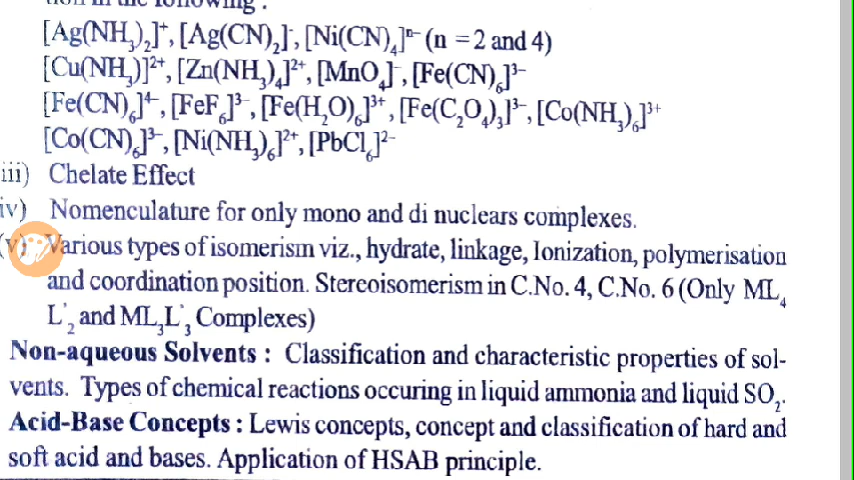 tion in the following :
[Ag(NH₃)₂]⁺, [Ag(CN)₂]⁻, [Ni(CN)₄]ⁿ⁻ (n = 2 and 4)
[Cu(NH₃)]²⁺, [Zn(NH₃)₄]²⁺, [MnO₄]⁻, [Fe(CN)₆]³⁻
[Fe(CN)₆]⁴⁻, [FeF₆]³⁻, [Fe(H₂O)₆]³⁺, [Fe(C₂O₄)₃]³⁻, [Co(NH₃)₆]³⁺
[Co(CN)₆]³⁻, [Ni(NH₃)₆]²⁺, [PbCl₆]²⁻
iii) Chelate Effect
iv) Nomenculature for only mono and di nuclears complexes.
(v) Various types of isomerism viz., hydrate, linkage, Ionization, polymerisation
and coordination position. Stereoisomerism in C.No. 4, C.No. 6 (Only ML₄
L'₂ and ML₃L'₃ Complexes)
Non-aqueous Solvents : Classification and characteristic properties of sol-
vents. Types of chemical reactions occuring in liquid ammonia and liquid SO₂.
Acid-Base Concepts : Lewis concepts, concept and classification of hard and
soft acid and bases. Application of HSAB principle.